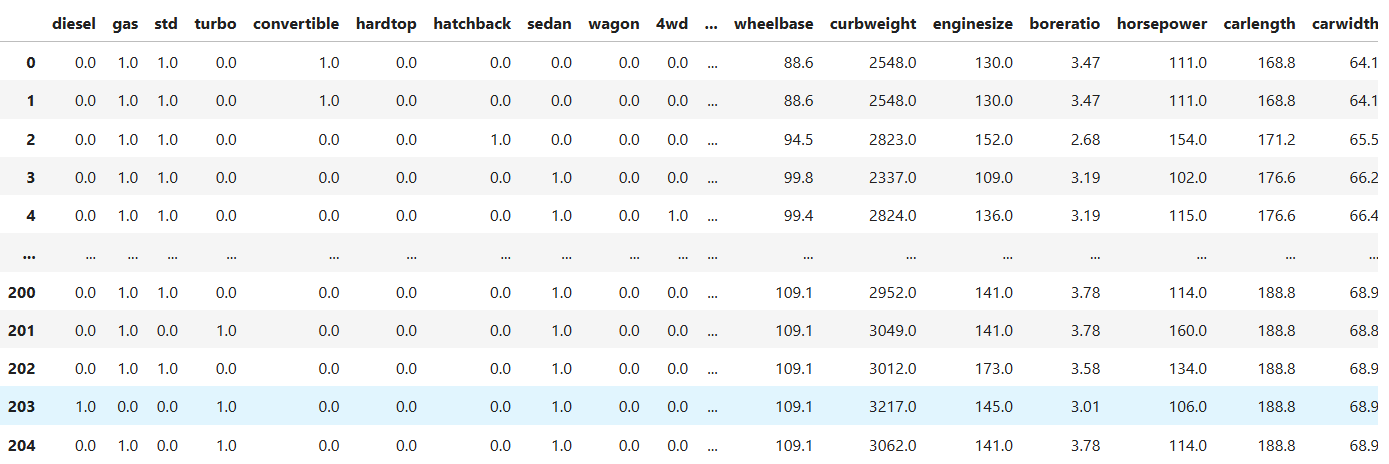 diesel gas std turbo convertible hardtop hatchback sedan wagon 4wd ... wheelbase curbweight enginesize boreratio horsepower carlength carwidth
0 0.0 1.0 1.0 0.0 1.0 0.0 0.0 0.0 0.0 0.0 ... 88.6 2548.0 130.0 3.47 111.0 168.8 64.1
1 0.0 1.0 1.0 0.0 1.0 0.0 0.0 0.0 0.0 0.0 ... 88.6 2548.0 130.0 3.47 111.0 168.8 64.1
2 0.0 1.0 1.0 0.0 0.0 0.0 1.0 0.0 0.0 0.0 ... 94.5 2823.0 152.0 2.68 154.0 171.2 65.5
3 0.0 1.0 1.0 0.0 0.0 0.0 0.0 1.0 0.0 0.0 ... 99.8 2337.0 109.0 3.19 102.0 176.6 66.2
4 0.0 1.0 1.0 0.0 0.0 0.0 0.0 1.0 0.0 1.0 ... 99.4 2824.0 136.0 3.19 115.0 176.6 66.4
... ... ... ... ... ... ... ... ... ... ... ... ... ... ... ... ... ... ...
200 0.0 1.0 1.0 0.0 0.0 0.0 0.0 1.0 0.0 0.0 ... 109.1 2952.0 141.0 3.78 114.0 188.8 68.9
201 0.0 1.0 0.0 1.0 0.0 0.0 0.0 1.0 0.0 0.0 ... 109.1 3049.0 141.0 3.78 160.0 188.8 68.8
202 0.0 1.0 1.0 0.0 0.0 0.0 0.0 1.0 0.0 0.0 ... 109.1 3012.0 173.0 3.58 134.0 188.8 68.9
203 1.0 0.0 0.0 1.0 0.0 0.0 0.0 1.0 0.0 0.0 ... 109.1 3217.0 145.0 3.01 106.0 188.8 68.9
204 0.0 1.0 0.0 1.0 0.0 0.0 0.0 1.0 0.0 0.0 ... 109.1 3062.0 141.0 3.78 114.0 188.8 68.9